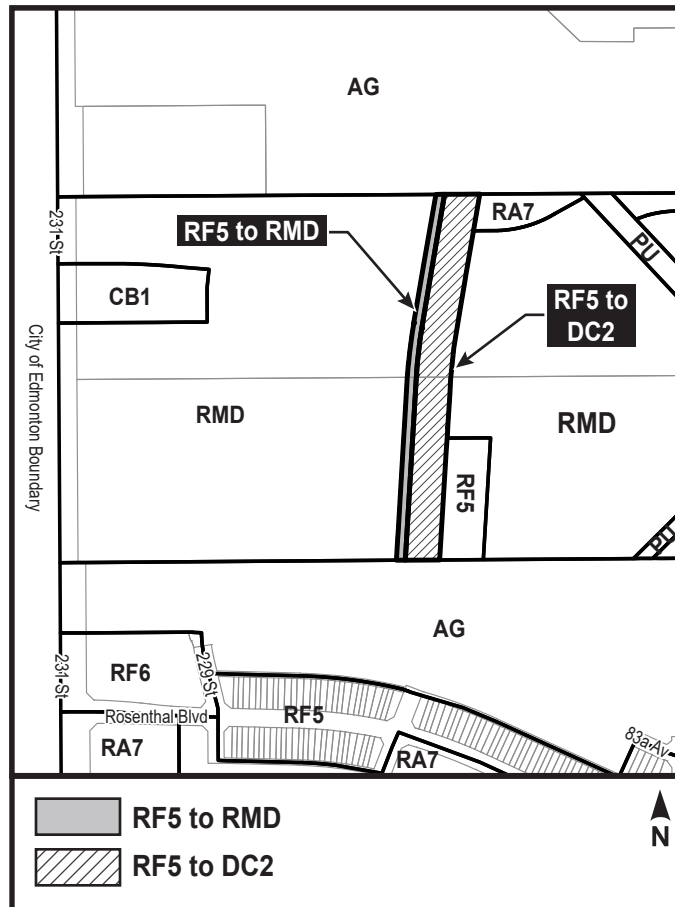 AG
RA7
231 St
RF5 to RMD
PU
CB1
RF5 to
DC2
City of Edmonton Boundary
RMD
RMD
RF5
PU
AG
231 St
RF6
229 St
RF5
Rosenthal Blvd
RA7
RA7
83a Av
RF5 to RMD
RF5 to DC2
N